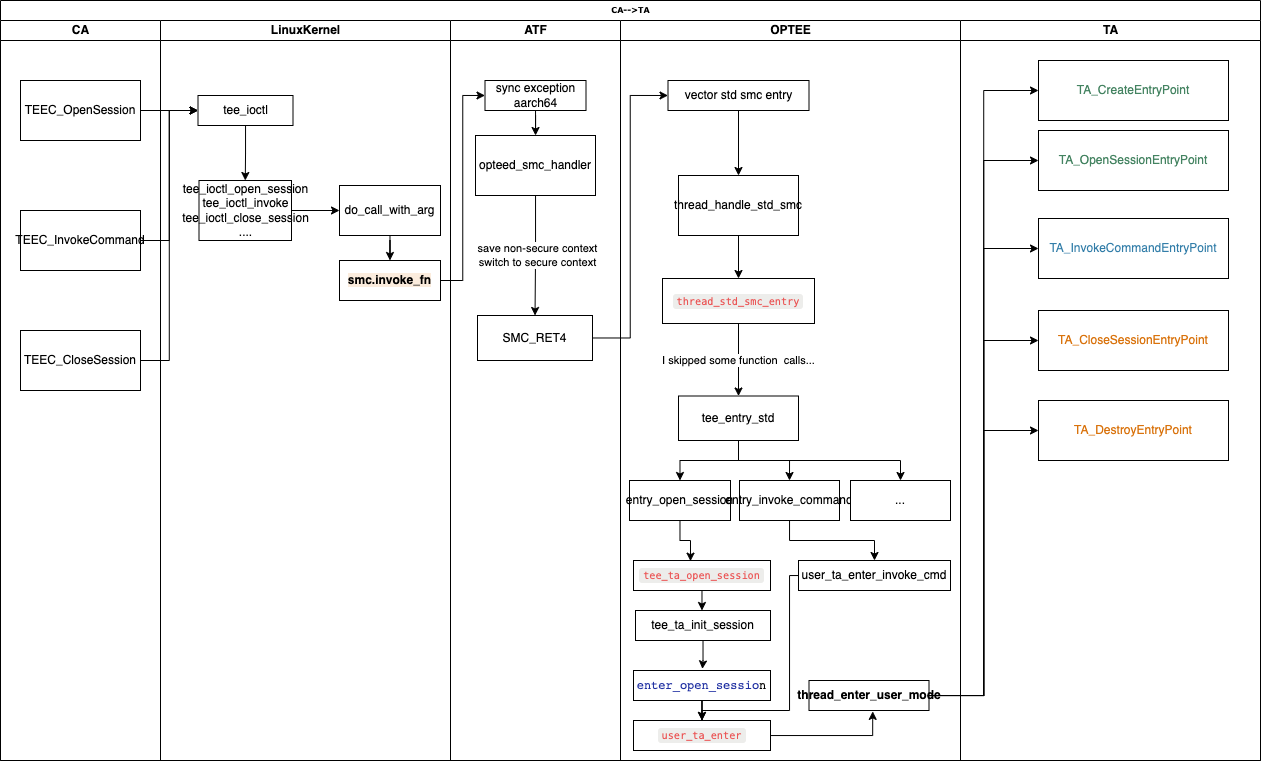 CA-->TA
CA
LinuxKernel
ATF
OPTEE
TA
TEEC_OpenSession
TEEC_InvokeCommand
TEEC_CloseSession
tee_ioctl
tee_ioctl_open_session
tee_ioctl_invoke
tee_ioctl_close_session
....
do_call_with_arg
smc.invoke_fn
sync exception
aarch64
opteed_smc_handler
save non-secure context
switch to secure context
SMC_RET4
vector std smc entry
thread_handle_std_smc
thread_std_smc_entry
I skipped some function calls...
tee_entry_std
entry_open_session
entry_invoke_command
...
tee_ta_open_session
user_ta_enter_invoke_cmd
tee_ta_init_session
enter_open_session
thread_enter_user_mode
user_ta_enter
TA_CreateEntryPoint
TA_OpenSessionEntryPoint
TA_InvokeCommandEntryPoint
TA_CloseSessionEntryPoint
TA_DestroyEntryPoint